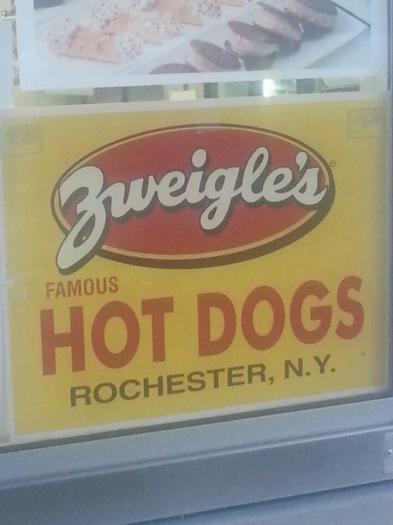 Zweigle's
FAMOUS
HOT DOGS
ROCHESTER, N.Y.